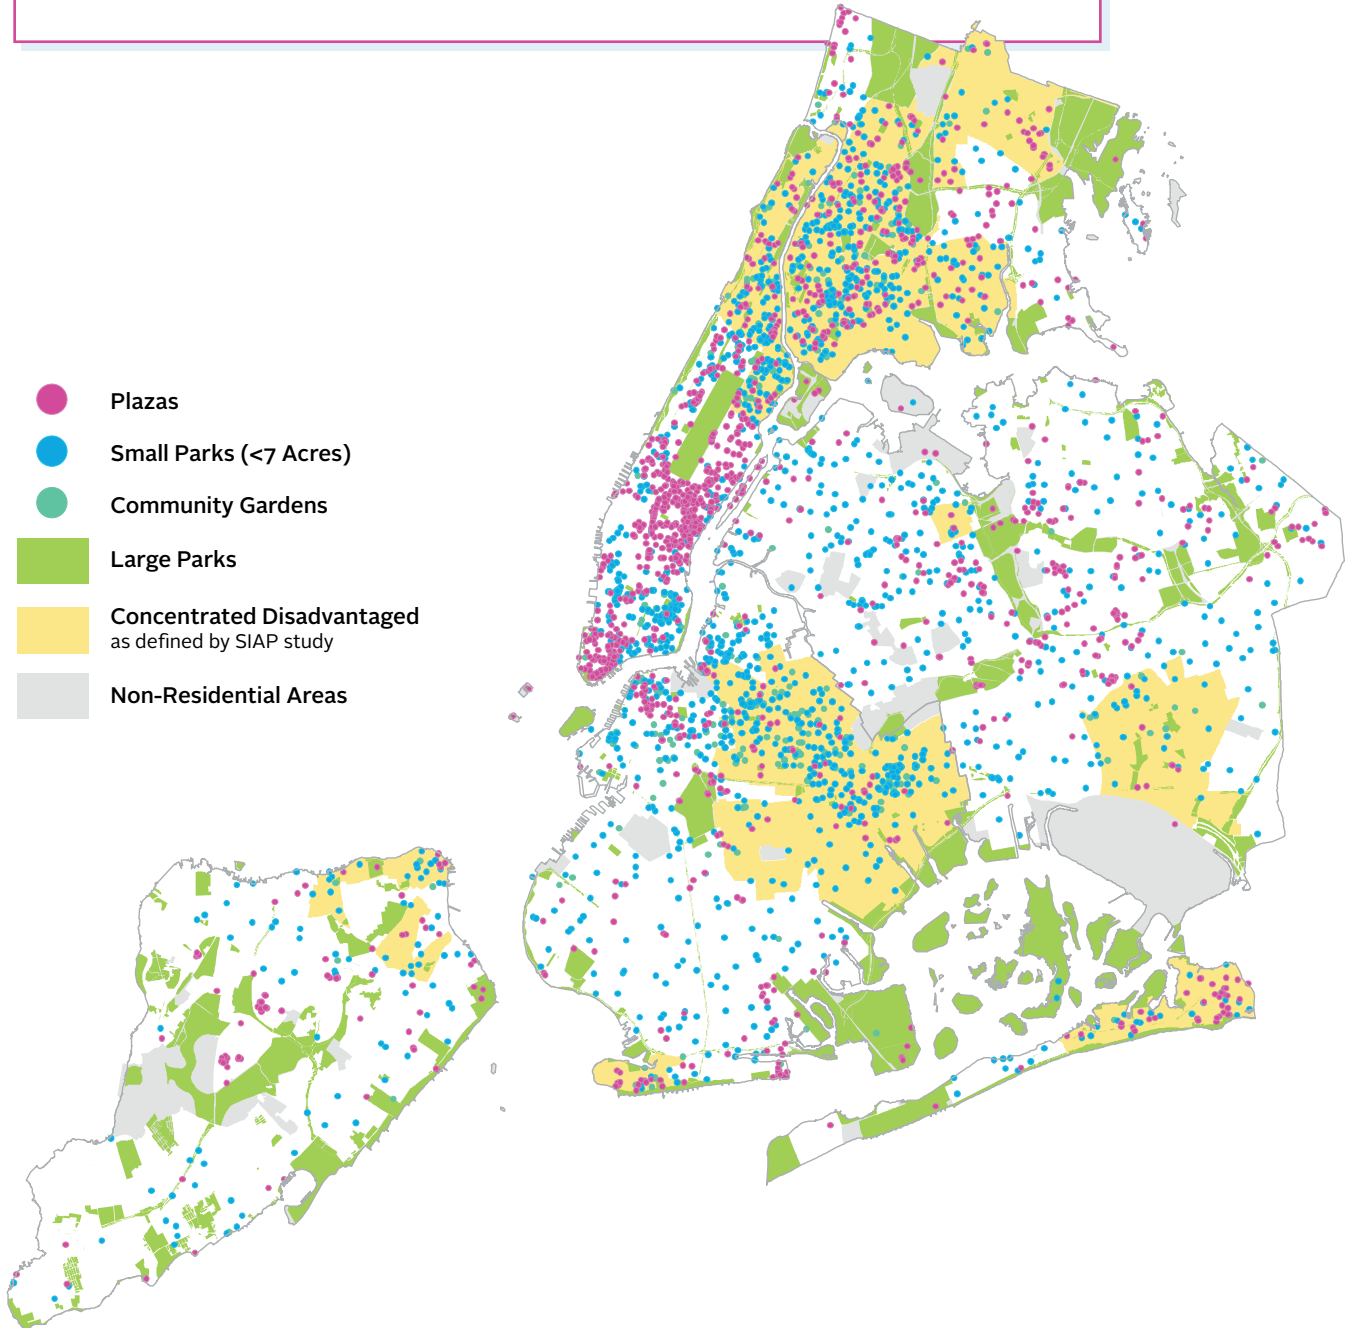 Plazas
Small Parks (<7 Acres)
Community Gardens
Large Parks
Concentrated Disadvantaged
as defined by SIAP study
Non-Residential Areas